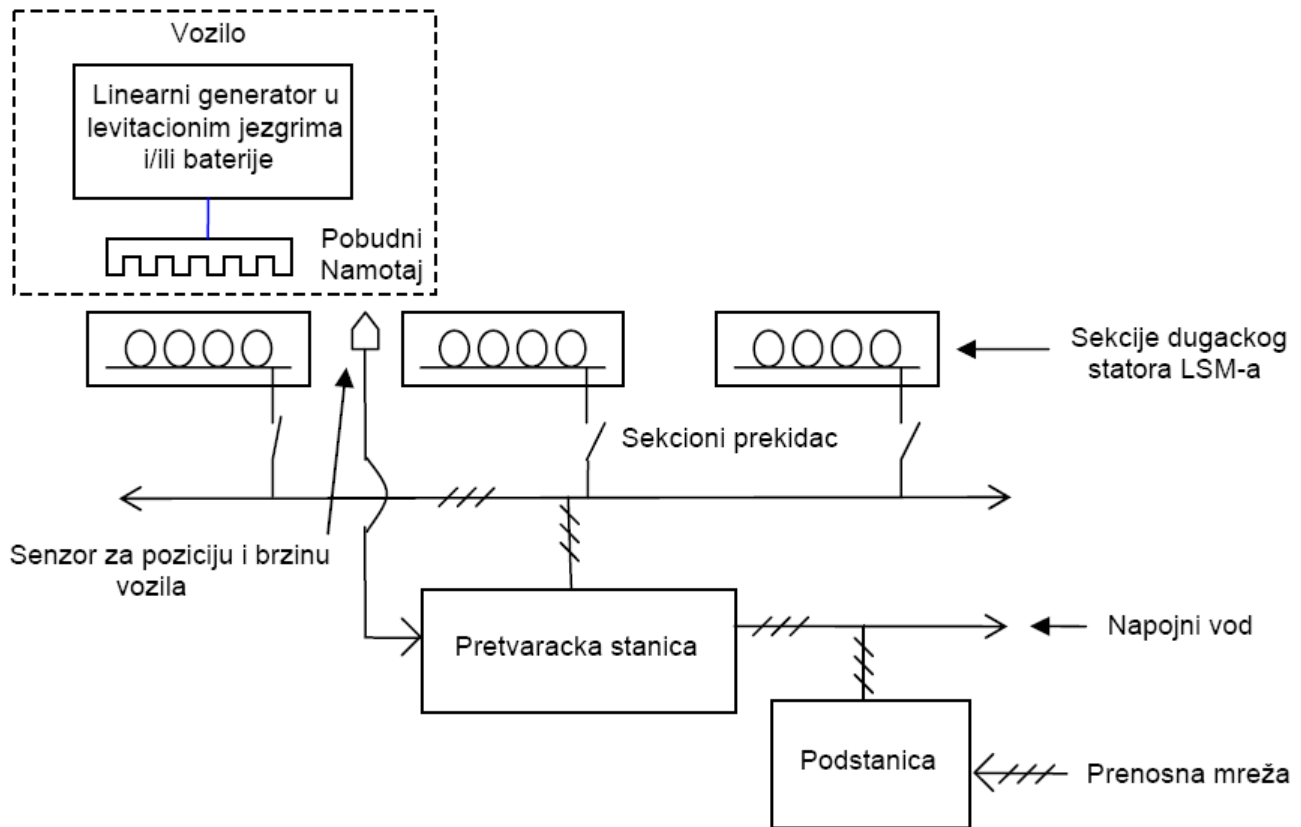 Vozilo
Linearni generator u
levitacionim jezgrima
i/ili baterije
Pobudni
Namotaj
Sekcije dugackog
statora LSM-a
Sekcioni prekidac
Senzor za poziciju i brzinu
vozila
Pretvaracka stanica
Napojni vod
Podstanica
Prenosna mreža